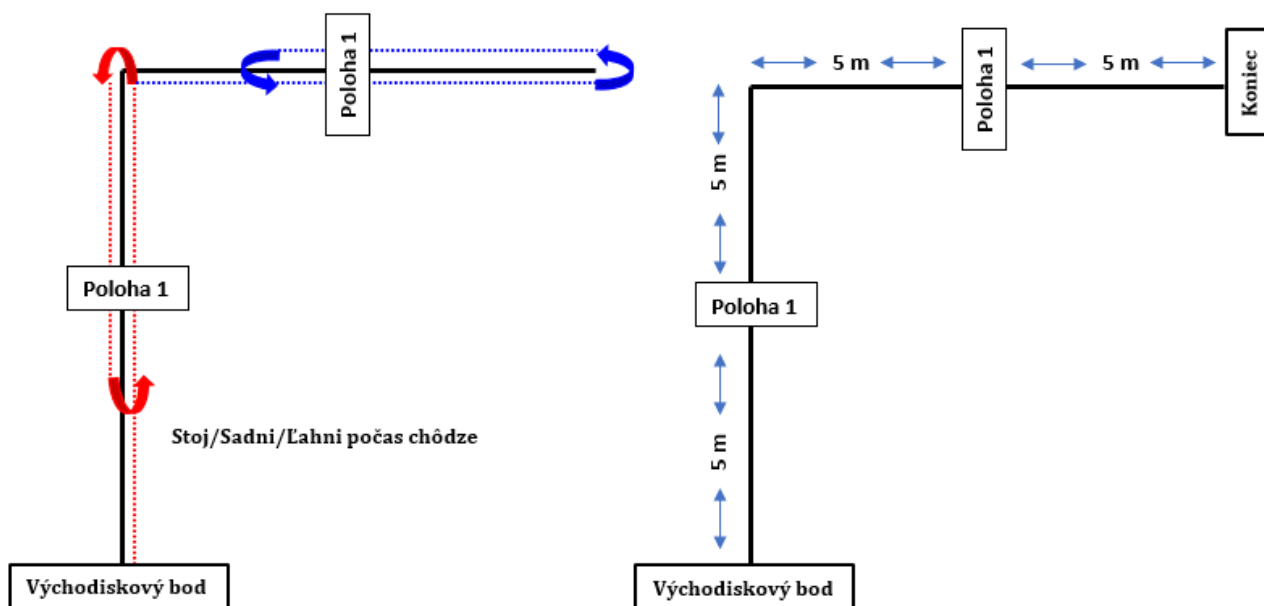 Poloha 1
Poloha 1
Stoj/Sadni/Ľahni počas chôdze
Východiskový bod
5 m
Poloha 1
5 m
Koniec
5 m
Poloha 1
5 m
Východiskový bod